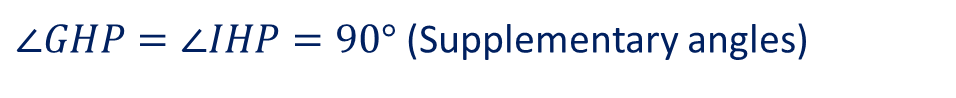 ∠GHP = ∠IHP = 90° (Supplementary angles)